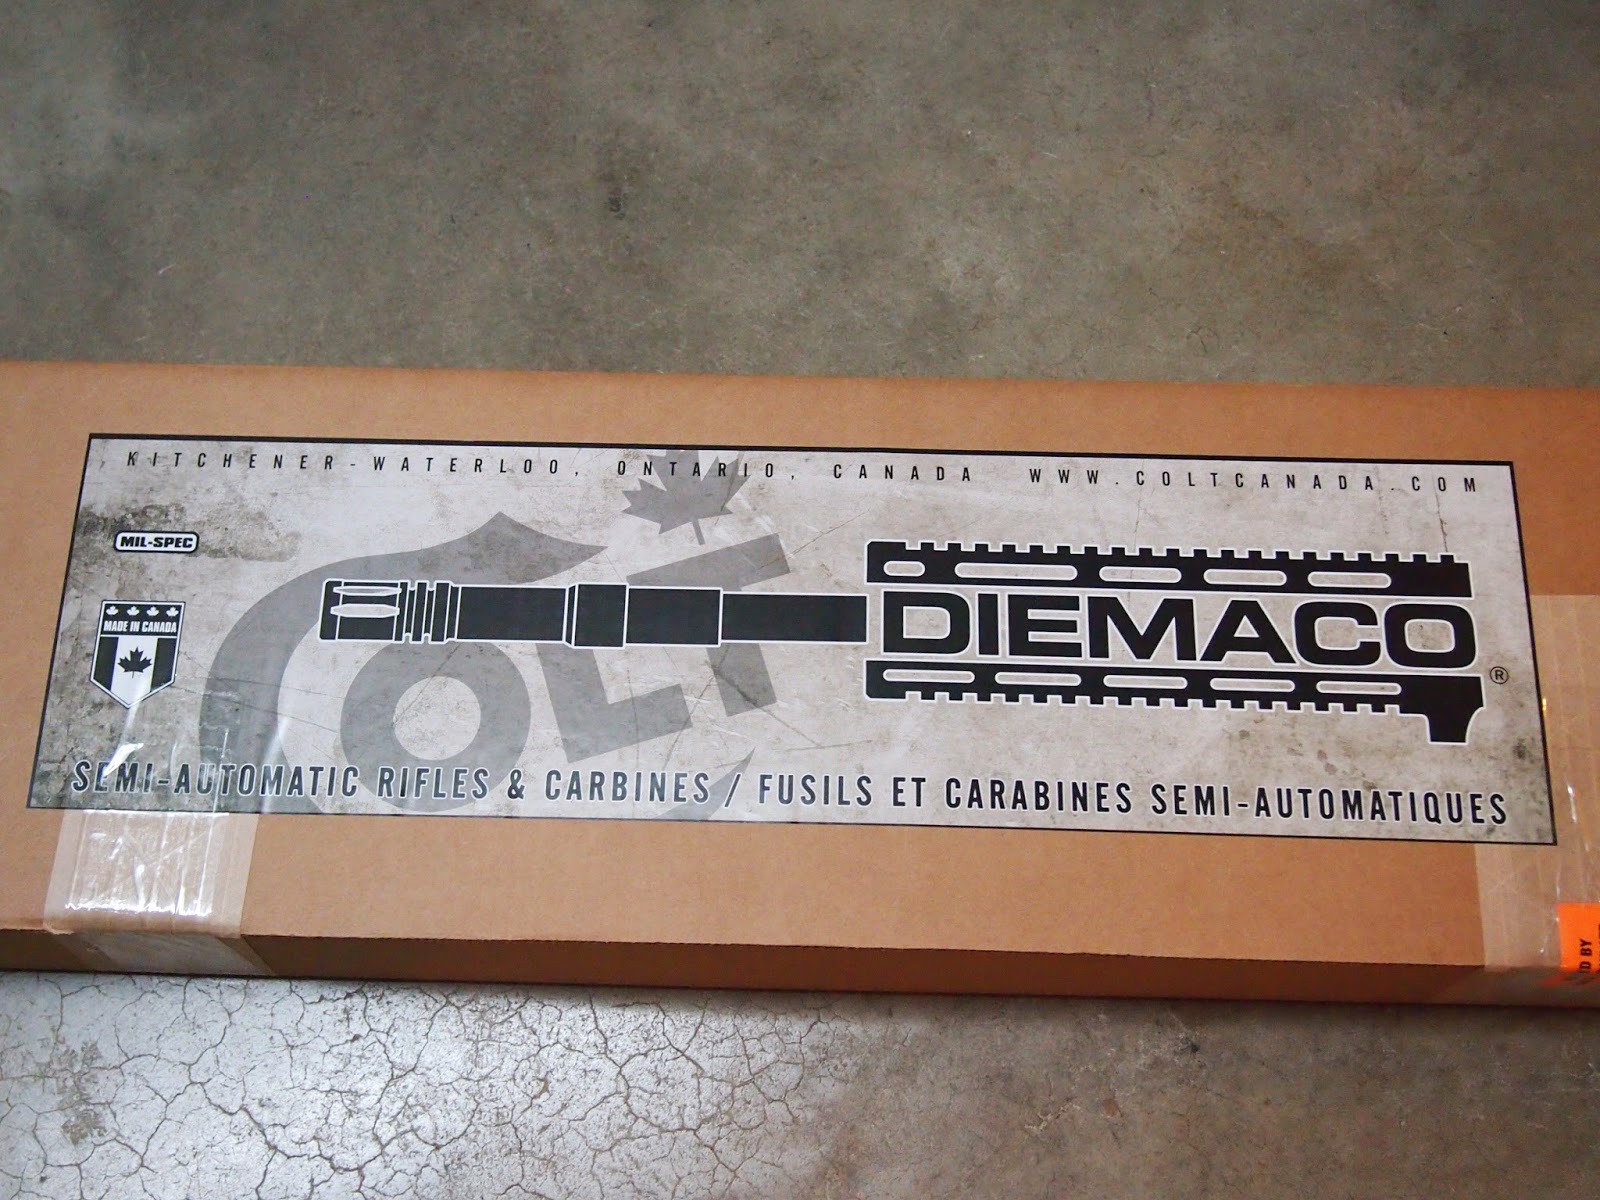 KITCHENER-WATERLOO, ONTARIO, CANADA WWW.COLTCANADA.COM
MIL-SPEC
MADE IN CANADA
COLT
DIEMACO®
SEMI-AUTOMATIC RIFLES & CARBINES / FUSILS ET CARABINES SEMI-AUTOMATIQUES
BY